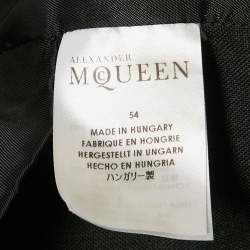 ALEXANDER
McQUEEN
54
MADE IN HUNGARY
FABRIQUE EN HONGRIE
HERGESTELLT IN UNGARN
HECHO EN HUNGRIA
ハンガリー製